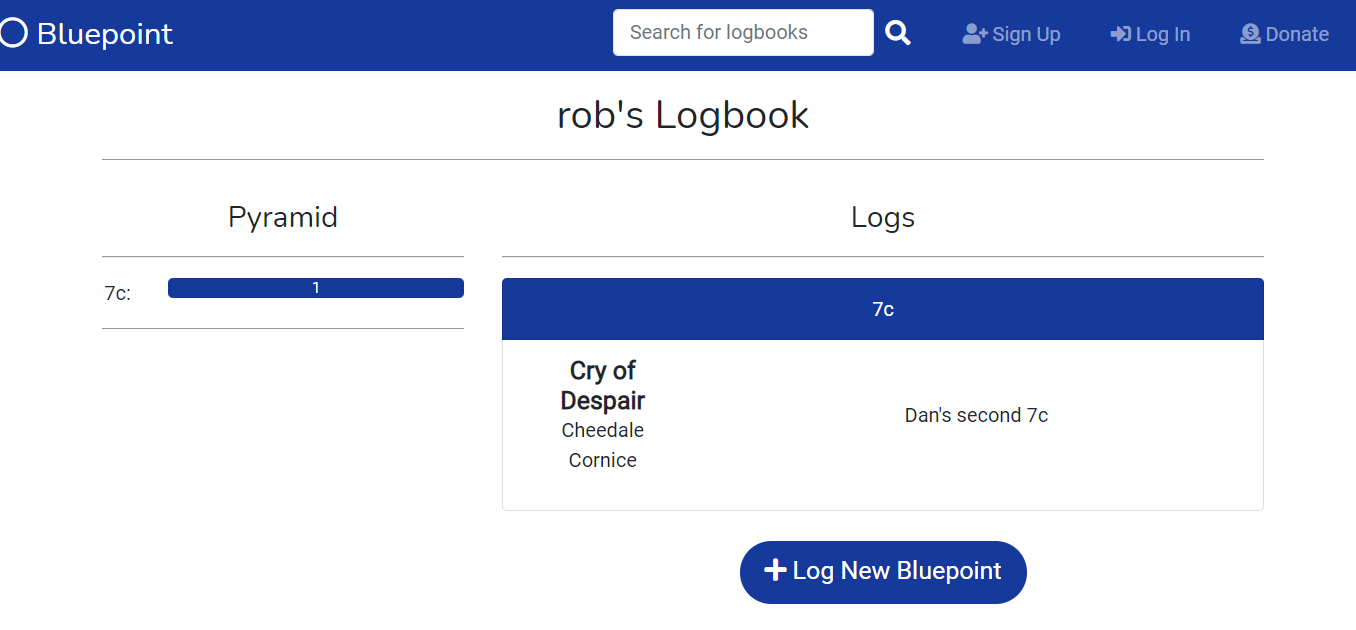 Bluepoint
Search for logbooks
Sign Up
Log In
Donate
rob's Logbook
Pyramid
7c:
1
Logs
7c
Cry of
Despair
Cheedale
Cornice
Dan's second 7c
Log New Bluepoint